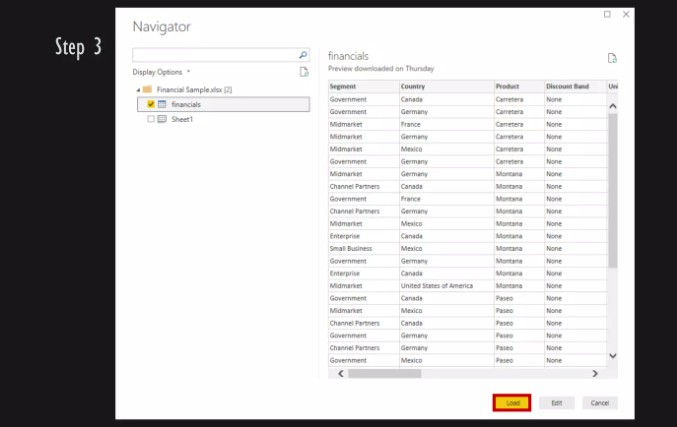 Navigator
Step 3
Display Options
Financial Sample.xlsx [2]
financials
Sheet1
financials
Preview downloaded on Thursday
Segment Country Product Discount Band Uni
Government Canada Carretera None
Government Germany Carretera None
Midmarket France Carretera None
Midmarket Germany Carretera None
Midmarket Mexico Carretera None
Government Germany Carretera None
Midmarket Germany Montana None
Channel Partners Canada Montana None
Government France Montana None
Channel Partners Germany Montana None
Midmarket Mexico Montana None
Enterprise Canada Montana None
Small Business Mexico Montana None
Government Germany Montana None
Enterprise Canada Montana None
Midmarket United States of America Montana None
Government Canada Paseo None
Midmarket Mexico Paseo None
Channel Partners Canada Paseo None
Government Germany Paseo None
Channel Partners Germany Paseo None
Government Mexico Paseo None
Load Edit Cancel